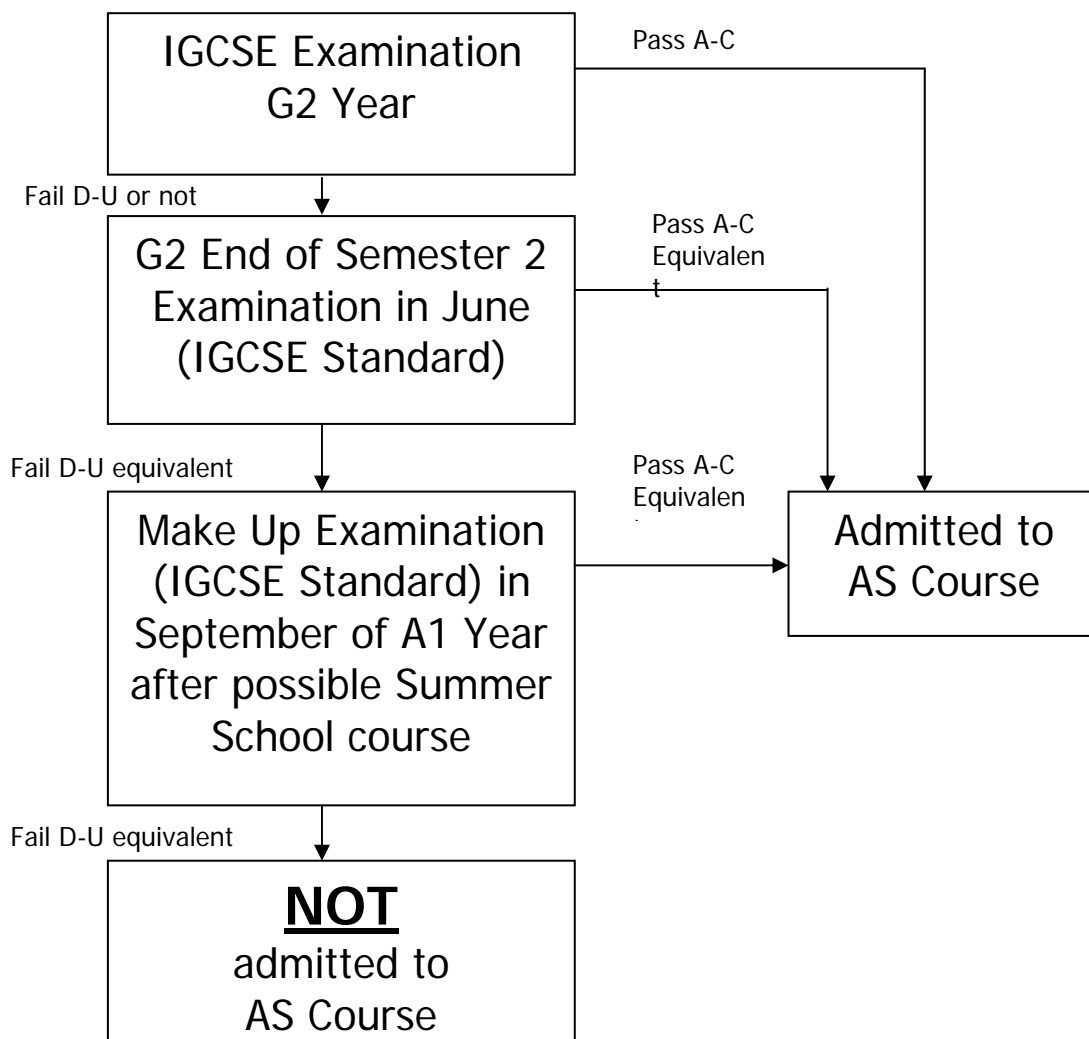 IGCSE Examination
G2 Year
Pass A-C
Fail D-U or not
G2 End of Semester 2
Examination in June
(IGCSE Standard)
Pass A-C
Equivalen
t
Fail D-U equivalent
Make Up Examination
(IGCSE Standard) in
September of A1 Year
after possible Summer
School course
Pass A-C
Equivalen
Admitted to
AS Course
Fail D-U equivalent
NOT
admitted to
AS Course